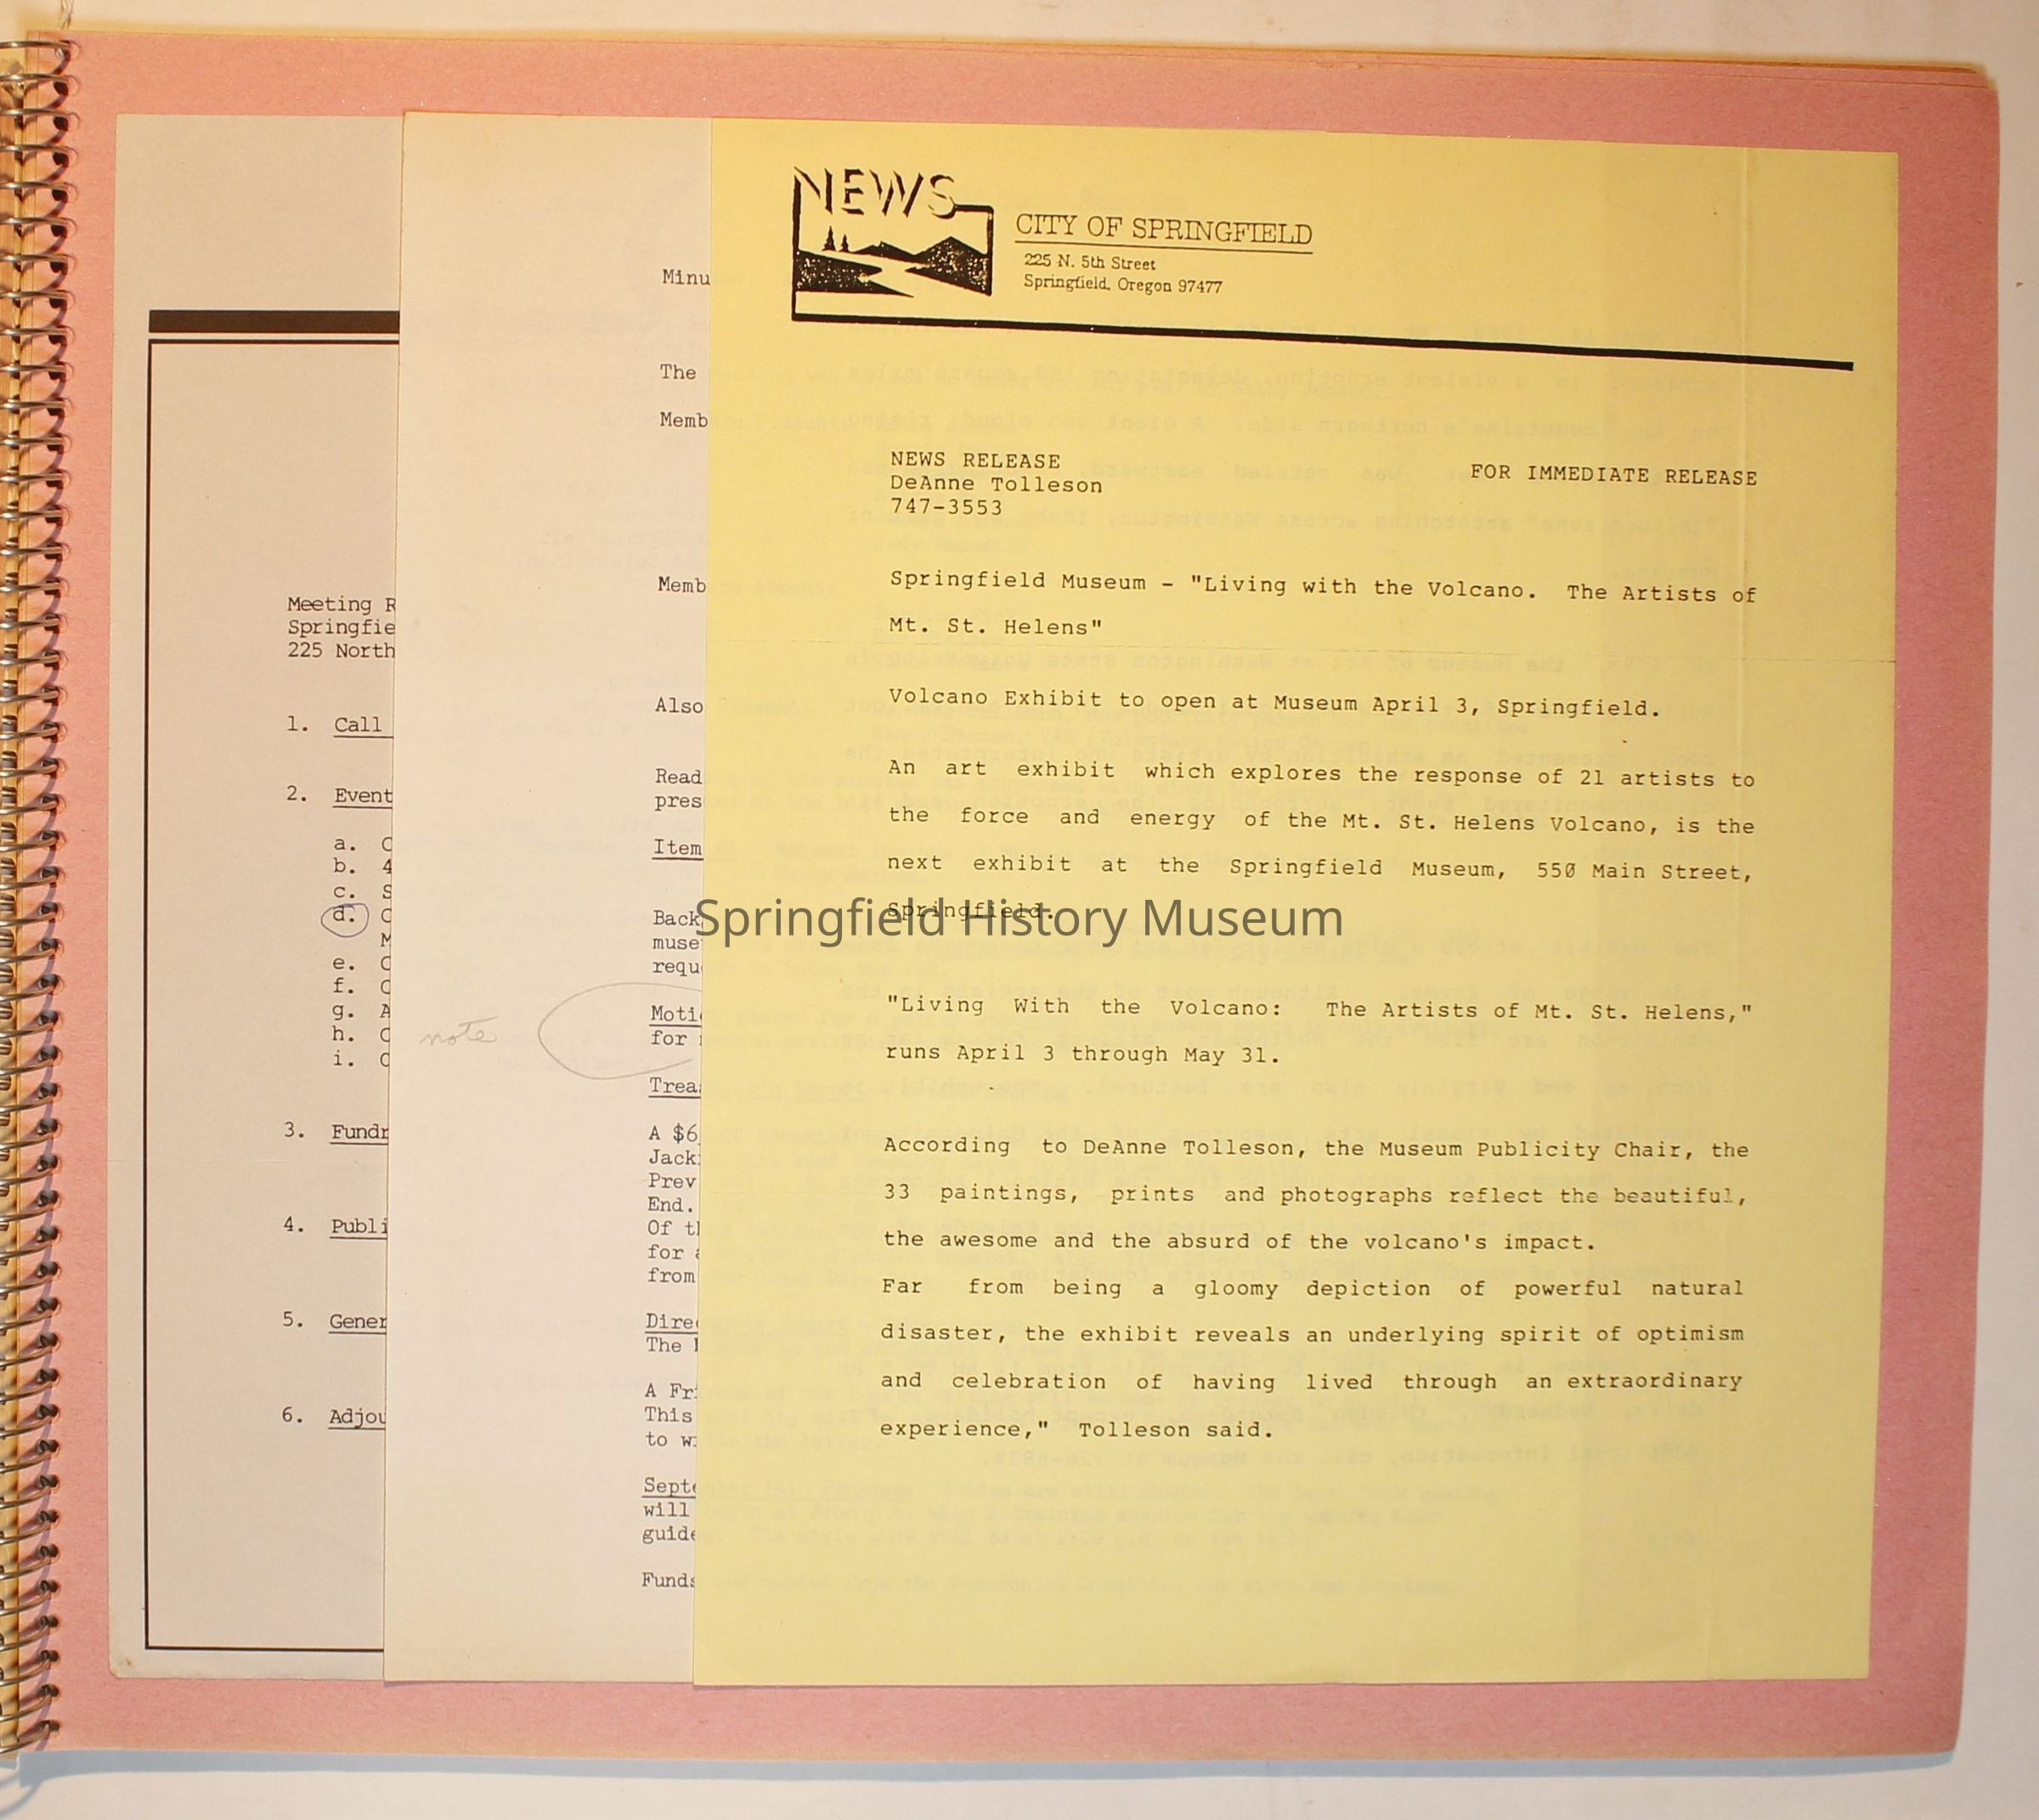 Meeting R
Springfie
225 North
1. Call
2. Event
a. C
b. 4
c. S
d. C
M
e. C
f. C
g. A
h. C
i. C
3. Fundr
4. Publi
5. Gener
6. Adjou
Minu
The
Memb
Memb
Also
Read
pres
Item
Back
muse
requ
note
Moti
for
Trea
A $6
Jack
Prev
End.
Of t
for a
from
Dire
The
A Fr
This
to w
Sept
will
guide
Funds
NEWS
CITY OF SPRINGFIELD
225 N. 5th Street
Springfield, Oregon 97477
NEWS RELEASE FOR IMMEDIATE RELEASE
DeAnne Tolleson
747-3553
Springfield Museum - "Living with the Volcano. The Artists of
Mt. St. Helens"
Volcano Exhibit to open at Museum April 3, Springfield.
An art exhibit which explores the response of 21 artists to
the force and energy of the Mt. St. Helens Volcano, is the
next exhibit at the Springfield Museum, 550 Main Street,
Springfield.
Springfield History Museum
"Living With the Volcano: The Artists of Mt. St. Helens,"
runs April 3 through May 31.
According to DeAnne Tolleson, the Museum Publicity Chair, the
33 paintings, prints and photographs reflect the beautiful,
the awesome and the absurd of the volcano's impact.
Far from being a gloomy depiction of powerful natural
disaster, the exhibit reveals an underlying spirit of optimism
and celebration of having lived through an extraordinary
experience," Tolleson said.